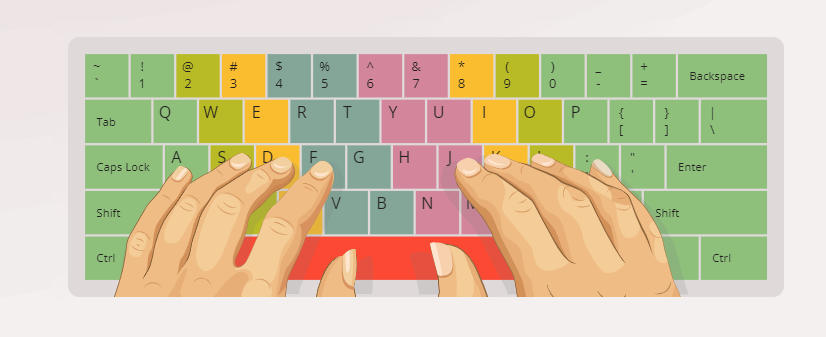 ~ ! @ # $ % ^ & * ( ) _ +
` 1 2 3 4 5 6 7 8 9 0 - = Backspace
Tab Q W E R T Y U I O P { } |
[ ] \
Caps Lock A S D F G H J K : " Enter
; '
Shift V B N Shift
Ctrl Ctrl